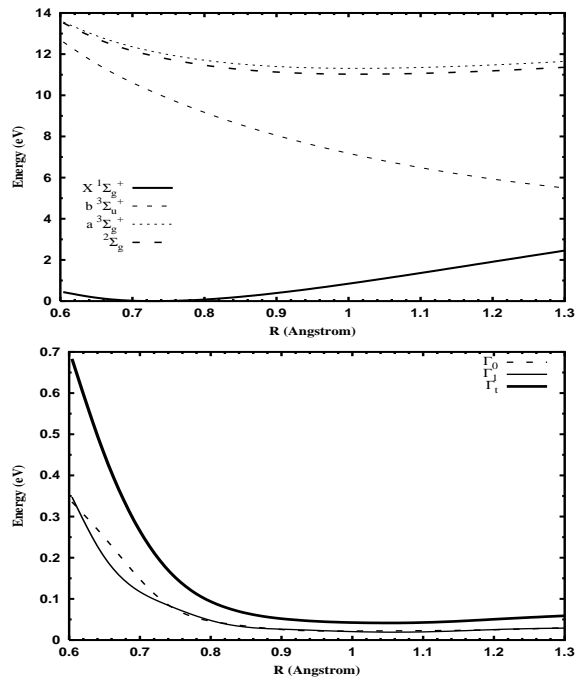 14
12
10
8
6
4
2
0
Energy (eV)
X ¹Σg⁺
b ³Σu⁺
a ³Σg⁺
²Σg
0.6 0.7 0.8 0.9 1 1.1 1.2 1.3
R (Angstrom)
0.7
0.6
0.5
0.4
0.3
0.2
0.1
0
Energy (eV)
Γ₀
Γ₁
Γₜ
0.6 0.7 0.8 0.9 1 1.1 1.2 1.3
R (Angstrom)